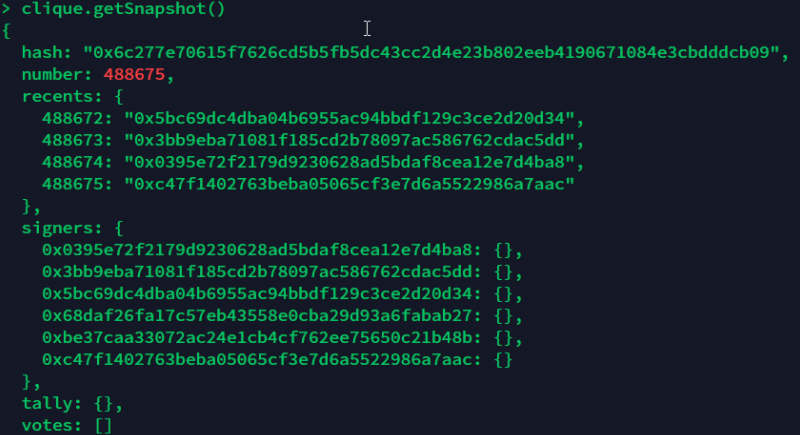 > clique.getSnapshot()
{
  hash: "0x6c277e70615f7626cd5b5fb5dc43cc2d4e23b802eeb4190671084e3cbdddcb09",
  number: 488675,
  recents: {
    488672: "0x5bc69dc4dba04b6955ac94bbdf129c3ce2d20d34",
    488673: "0x3bb9eba71081f185cd2b78097ac586762cdac5dd",
    488674: "0x0395e72f2179d9230628ad5bdaf8cea12e7d4ba8",
    488675: "0xc47f1402763beba05065cf3e7d6a5522986a7aac"
  },
  signers: {
    0x0395e72f2179d9230628ad5bdaf8cea12e7d4ba8: {},
    0x3bb9eba71081f185cd2b78097ac586762cdac5dd: {},
    0x5bc69dc4dba04b6955ac94bbdf129c3ce2d20d34: {},
    0x68daf26fa17c57eb43558e0cba29d93a6fabab27: {},
    0xbe37caa33072ac24e1cb4cf762ee75650c21b48b: {},
    0xc47f1402763beba05065cf3e7d6a5522986a7aac: {}
  },
  tally: {},
  votes: []